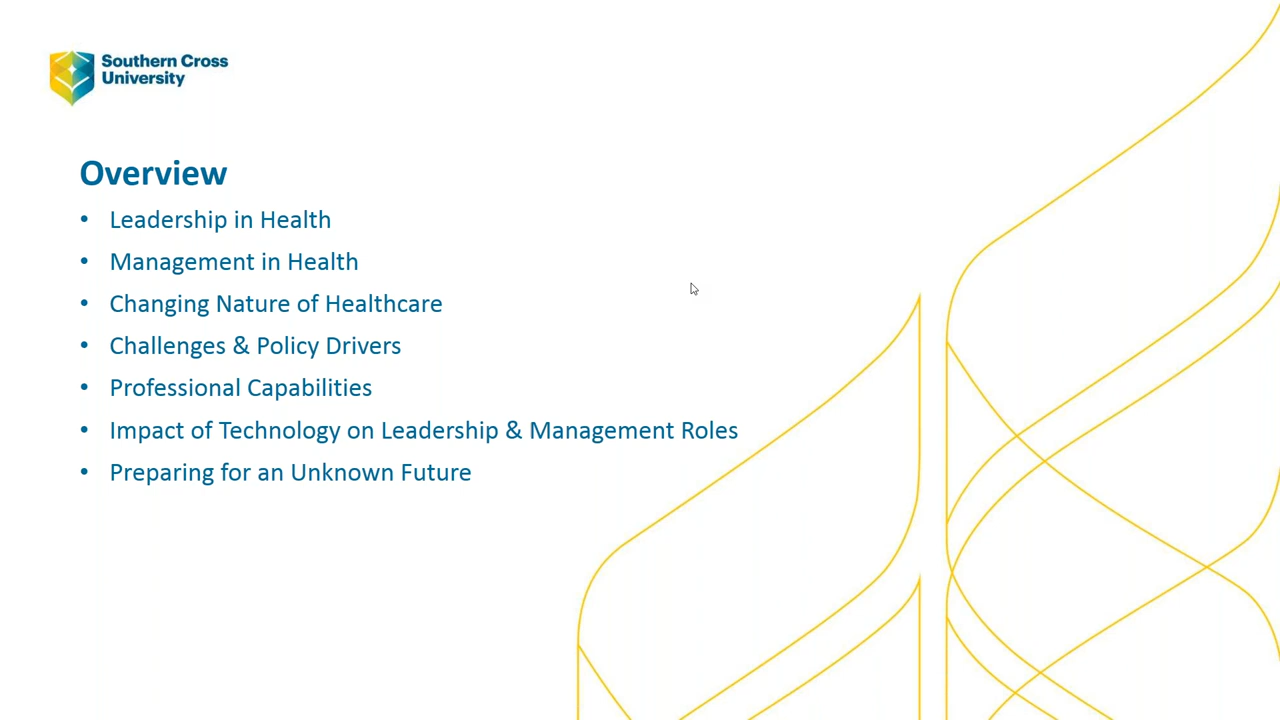 Southern Cross
University
Overview
• Leadership in Health
• Management in Health
• Changing Nature of Healthcare
• Challenges & Policy Drivers
• Professional Capabilities
• Impact of Technology on Leadership & Management Roles
• Preparing for an Unknown Future